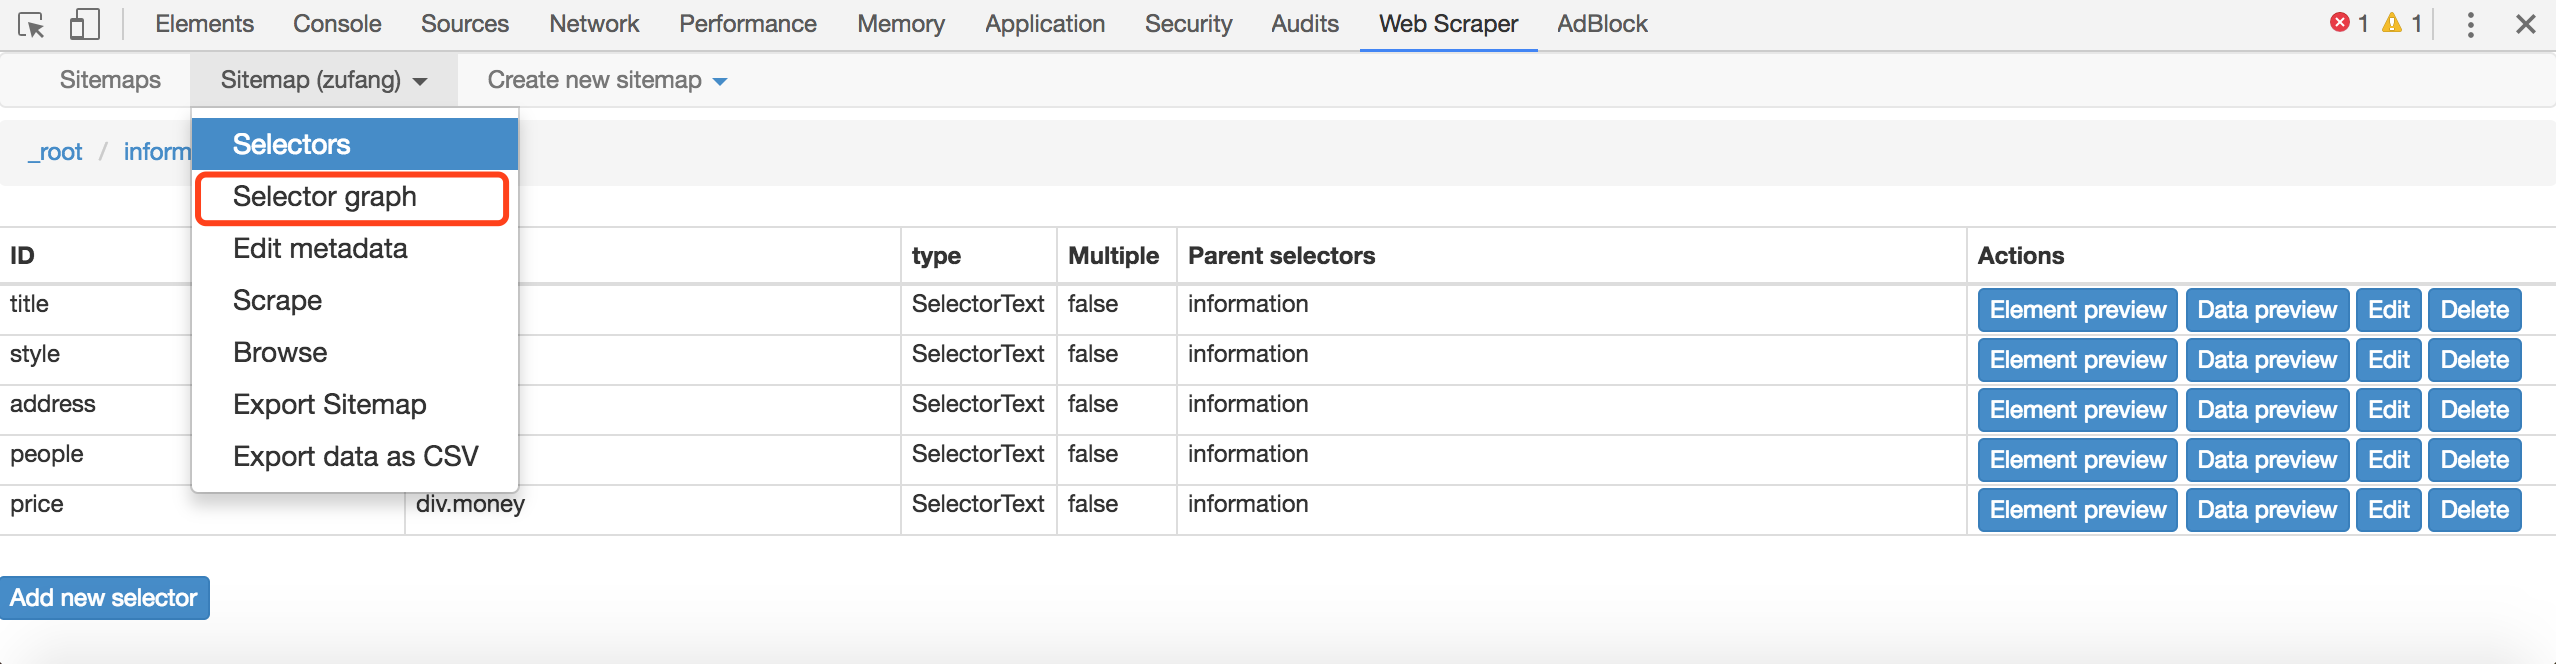 Elements Console Sources Network Performance Memory Application Security Audits Web Scraper AdBlock 1 1
Sitemaps Sitemap (zufang) Create new sitemap
_root / inform
Selectors
Selector graph
Edit metadata
Scrape
Browse
Export Sitemap
Export data as CSV
ID type Multiple Parent selectors Actions
title SelectorText false information Element preview Data preview Edit Delete
style SelectorText false information Element preview Data preview Edit Delete
address SelectorText false information Element preview Data preview Edit Delete
people SelectorText false information Element preview Data preview Edit Delete
price div.money SelectorText false information Element preview Data preview Edit Delete
Add new selector